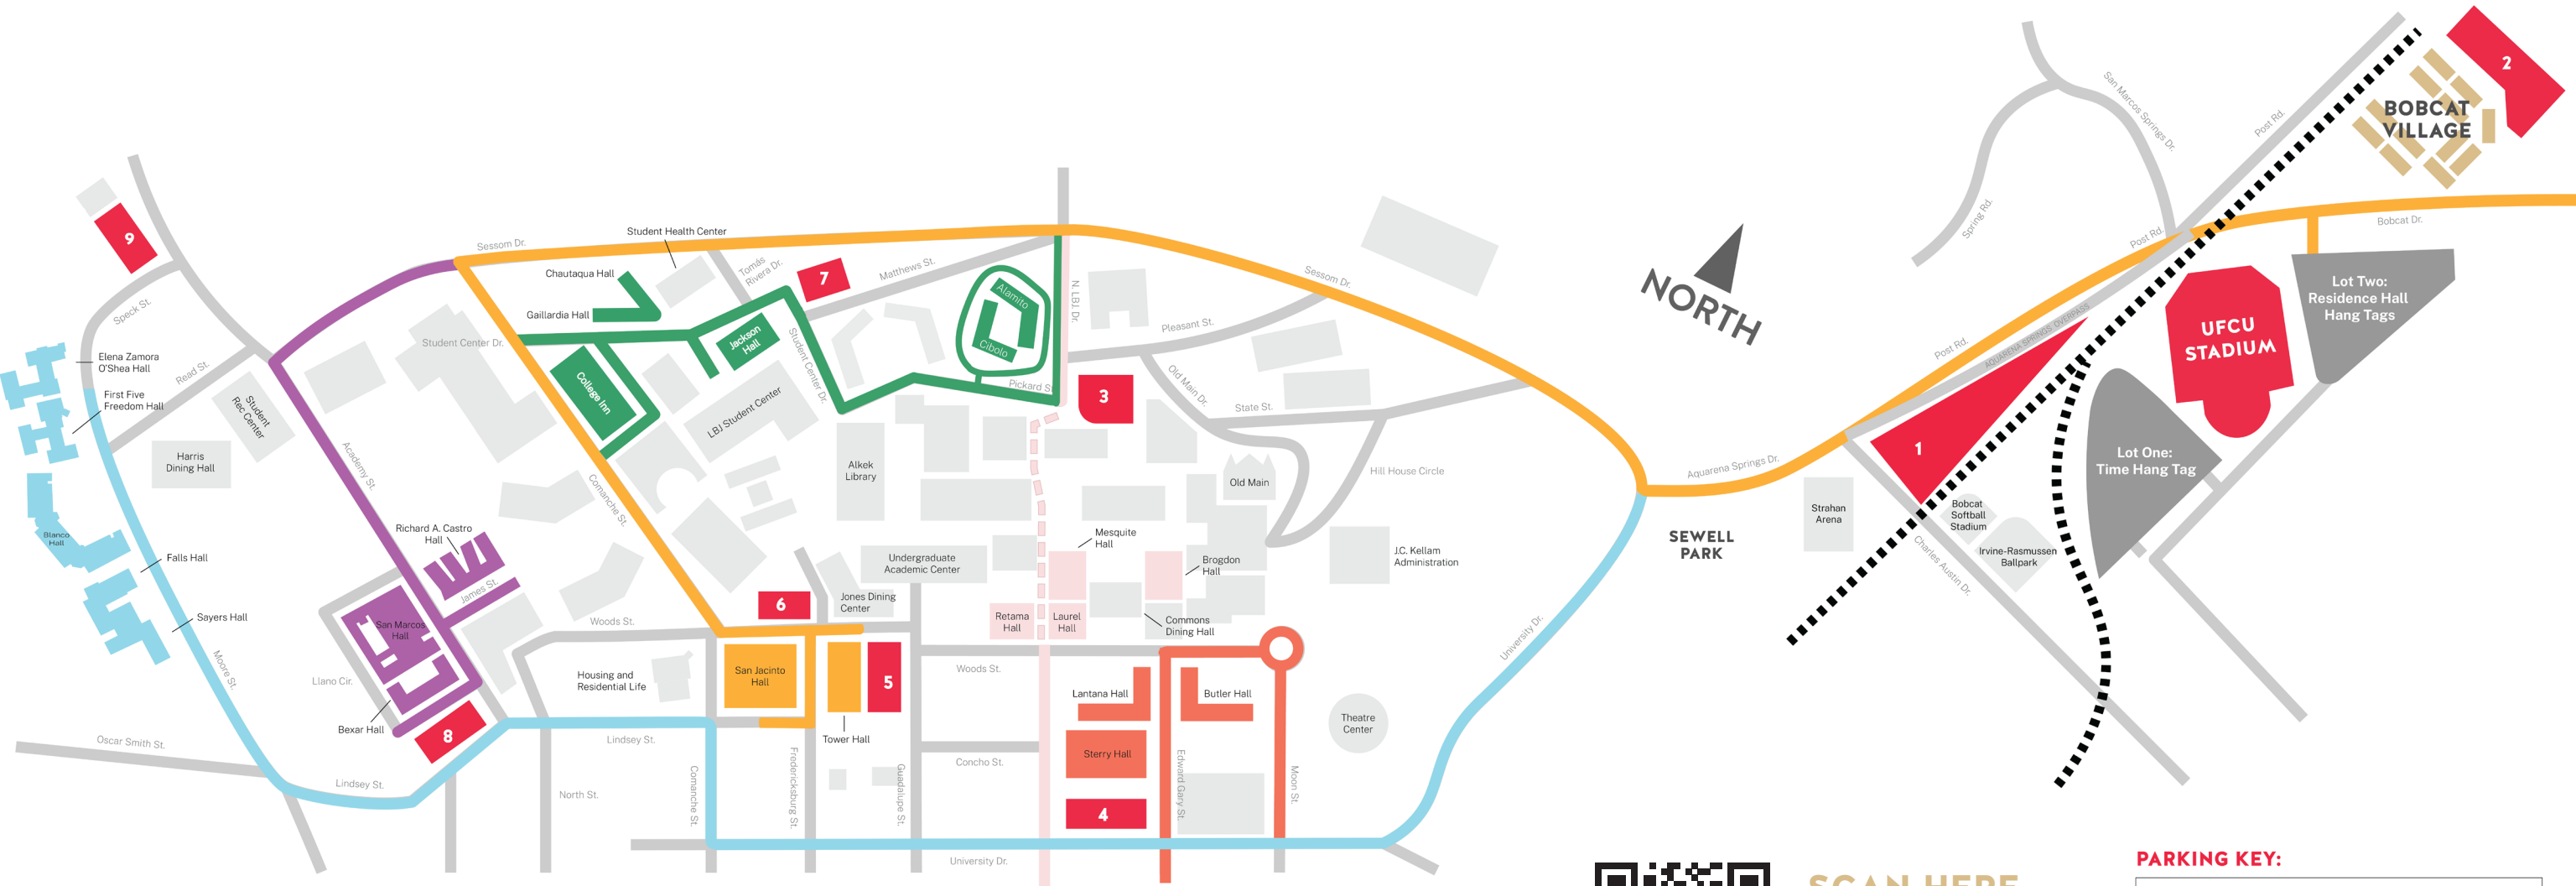 9
Speck St.
Elena Zamora
O'Shea Hall
First Five
Freedom Hall
Read St.
Student
Rec Center
Harris
Dining Hall
Blanco
Hall
Falls Hall
Sayers Hall
Moore St.
Oscar Smith St.
Lindsey St.
Academy St.
Richard A. Castro
Hall
James St.
San Marcos
Hall
Llano Cir.
Bexar Hall
8
Sessom Dr.
Student Health Center
Chautaqua Hall
Gaillardia Hall
Student Center Dr.
Tomás
Rivera Dr.
7
Matthews St.
Jackson
Hall
College Inn
Student Center Dr.
LBJ Student Center
Comanche St.
Alamito
Cibolo
Pickard St
N. LBJ Dr.
3
Alkek
Library
Undergraduate
Academic Center
6
Jones Dining
Center
Woods St.
Housing and
Residential Life
San Jacinto
Hall
5
Tower Hall
Lindsey St.
North St.
Comanche St.
Fredericksburg St.
Guadalupe St.
Pleasant St.
Old Main Dr.
State St.
Old Main
Hill House Circle
Sessom Dr.
Mesquite
Hall
Brogdon
Hall
Retama
Hall
Laurel
Hall
Commons
Dining Hall
J.C. Kellam
Administration
Woods St.
Concho St.
Lantana Hall
Butler Hall
Sterry Hall
4
Edward Gary St.
Moon St.
Theatre
Center
University Dr.
University Dr.
NORTH
SEWELL
PARK
Aquarena Springs Dr.
Strahan
Arena
1
Bobcat
Softball
Stadium
Irvine-Rasmussen
Ballpark
Charles Austin Dr.
Post Rd.
AQUARENA SPRINGS OVERPASS
Post Rd.
Spring Rd.
San Marcos Springs Dr.
Post Rd.
BOBCAT
VILLAGE
2
Bobcat Dr.
UFCU
STADIUM
Lot Two:
Residence Hall
Hang Tags
Lot One:
Time Hang Tag
SCAN HERE
PARKING KEY: